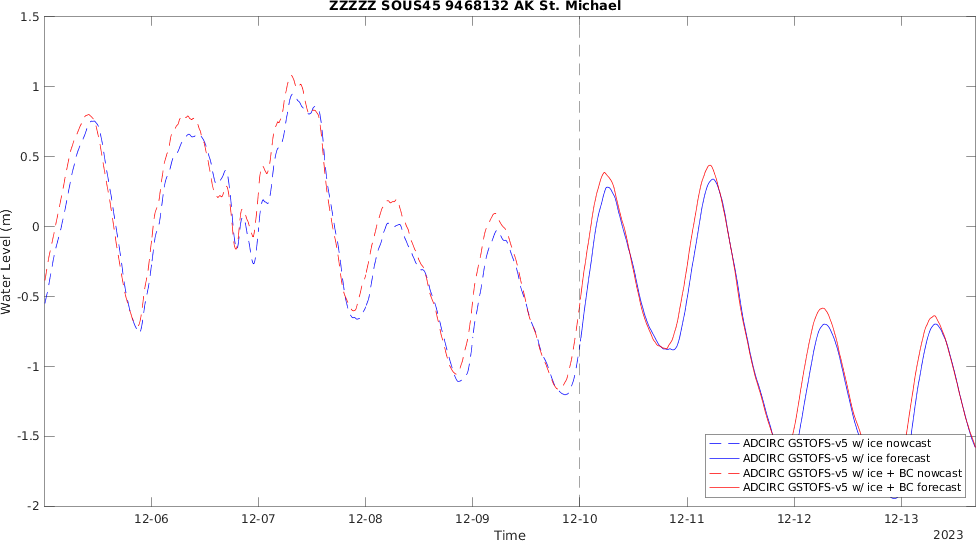 ZZZZZ SOUS45 9468132 AK St. Michael
1.5
1
0.5
0
-0.5
-1
-1.5
-2
Water Level (m)
12-06
12-07
12-08
12-09
12-10
12-11
12-12
12-13
Time
2023
ADCIRC GSTOFS-v5 w/ ice nowcast
ADCIRC GSTOFS-v5 w/ ice forecast
ADCIRC GSTOFS-v5 w/ ice + BC nowcast
ADCIRC GSTOFS-v5 w/ ice + BC forecast